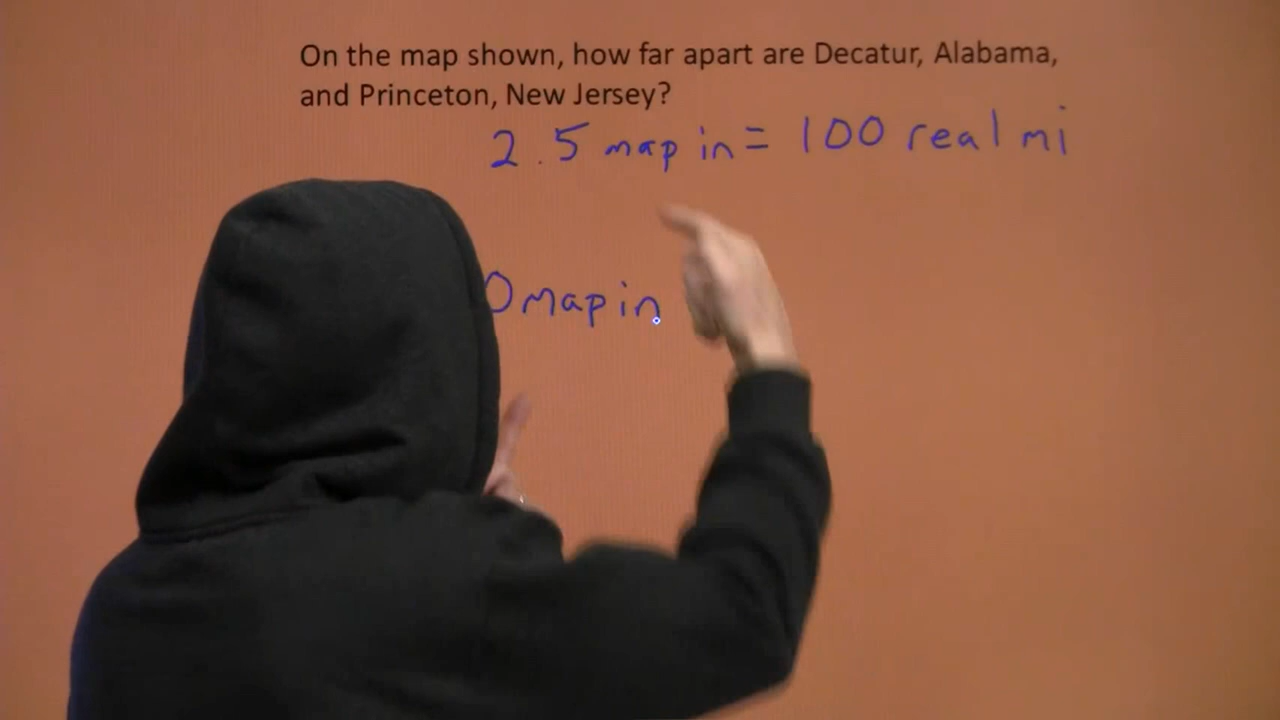 On the map shown, how far apart are Decatur, Alabama,
and Princeton, New Jersey?
2.5 map in = 100 real mi
0 map in